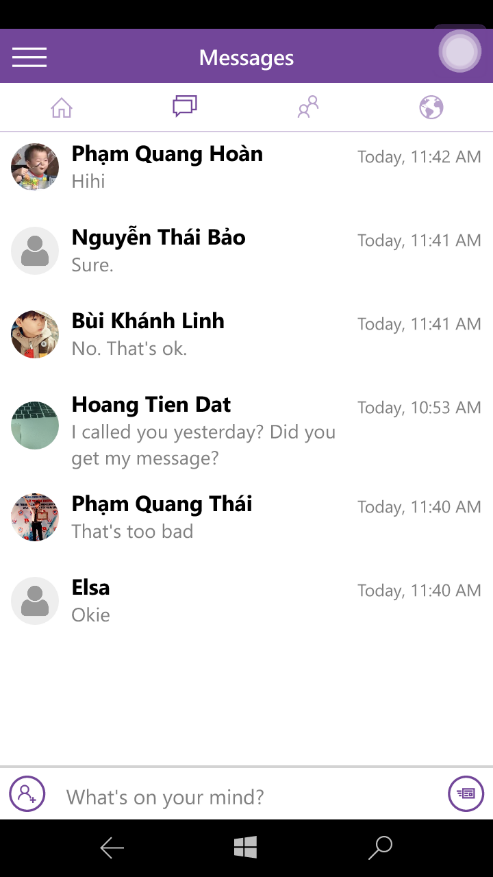 Messages
Phạm Quang Hoàn
Today, 11:42 AM
Hihi
Nguyễn Thái Bảo
Today, 11:41 AM
Sure.
Bùi Khánh Linh
Today, 11:41 AM
No. That's ok.
Hoang Tien Dat
Today, 10:53 AM
I called you yesterday? Did you
get my message?
Phạm Quang Thái
Today, 11:40 AM
That's too bad
Elsa
Today, 11:40 AM
Okie
What's on your mind?